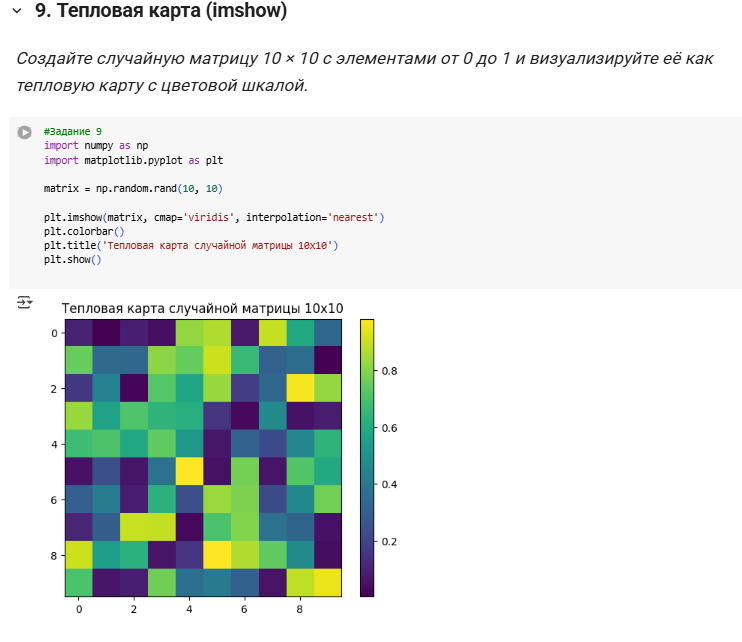 9. Тепловая карта (imshow)
Создайте случайную матрицу 10 × 10 с элементами от 0 до 1 и визуализируйте её как
тепловую карту с цветовой шкалой.
#Задание 9
import numpy as np
import matplotlib.pyplot as plt
matrix = np.random.rand(10, 10)
plt.imshow(matrix, cmap='viridis', interpolation='nearest')
plt.colorbar()
plt.title('Тепловая карта случайной матрицы 10x10')
plt.show()
Тепловая карта случайной матрицы 10x10
0
2
4
6
8
0 2 4 6 8
0.8
0.6
0.4
0.2